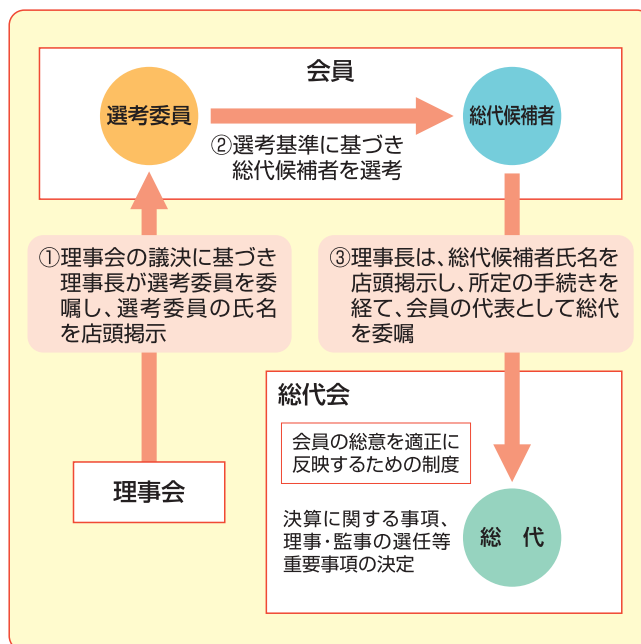 会員
選考委員
総代候補者
②選考基準に基づき
総代候補者を選考
①理事会の議決に基づき
理事長が選考委員を委
嘱し、選考委員の氏名
を店頭掲示
③理事長は、総代候補者氏名を
店頭掲示し、所定の手続きを
経て、会員の代表として総代
を委嘱
理事会
総代会
会員の総意を適正に
反映するための制度
決算に関する事項、
理事・監事の選任等
重要事項の決定
総　代